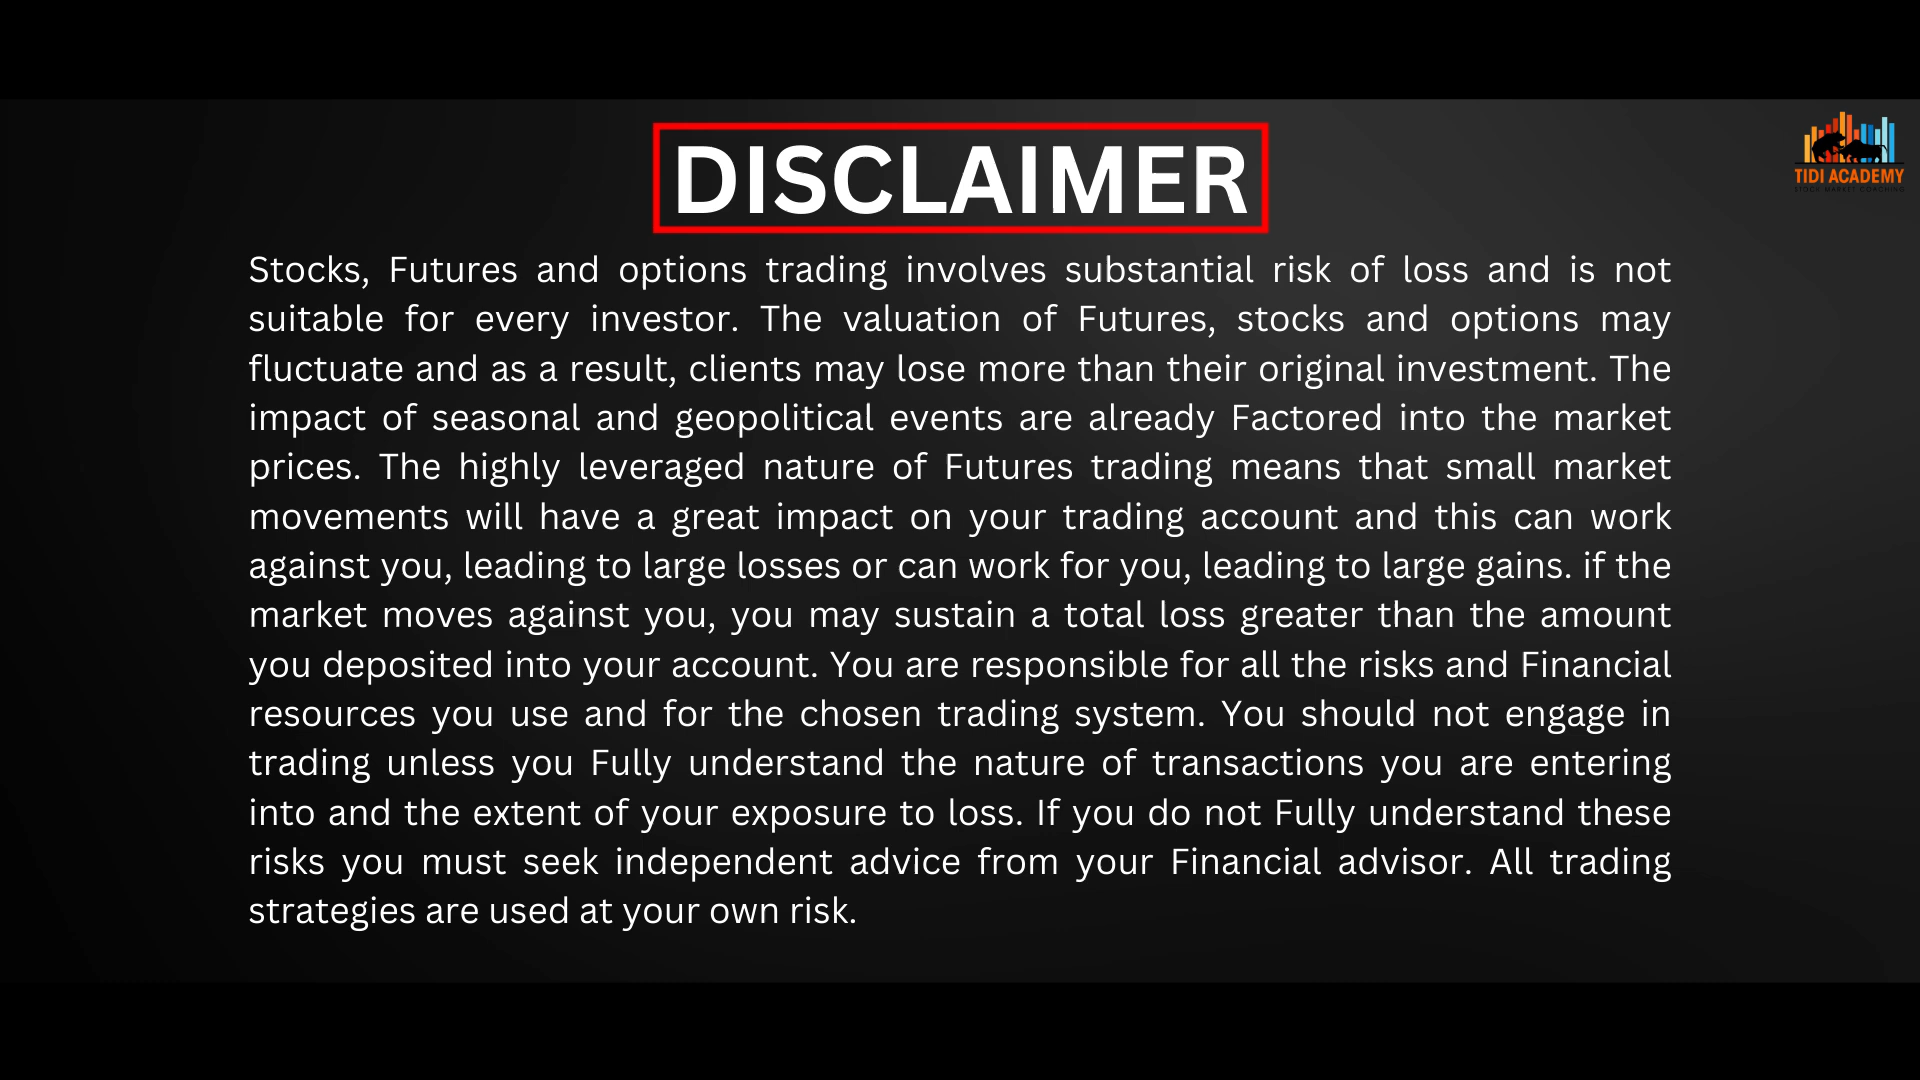 DISCLAIMER
TIDI ACADEMY
STOCK MARKET COACHING
Stocks, Futures and options trading involves substantial risk of loss and is not
suitable for every investor. The valuation of Futures, stocks and options may
fluctuate and as a result, clients may lose more than their original investment. The
impact of seasonal and geopolitical events are already Factored into the market
prices. The highly leveraged nature of Futures trading means that small market
movements will have a great impact on your trading account and this can work
against you, leading to large losses or can work for you, leading to large gains. if the
market moves against you, you may sustain a total loss greater than the amount
you deposited into your account. You are responsible for all the risks and Financial
resources you use and for the chosen trading system. You should not engage in
trading unless you Fully understand the nature of transactions you are entering
into and the extent of your exposure to loss. If you do not Fully understand these
risks you must seek independent advice from your Financial advisor. All trading
strategies are used at your own risk.